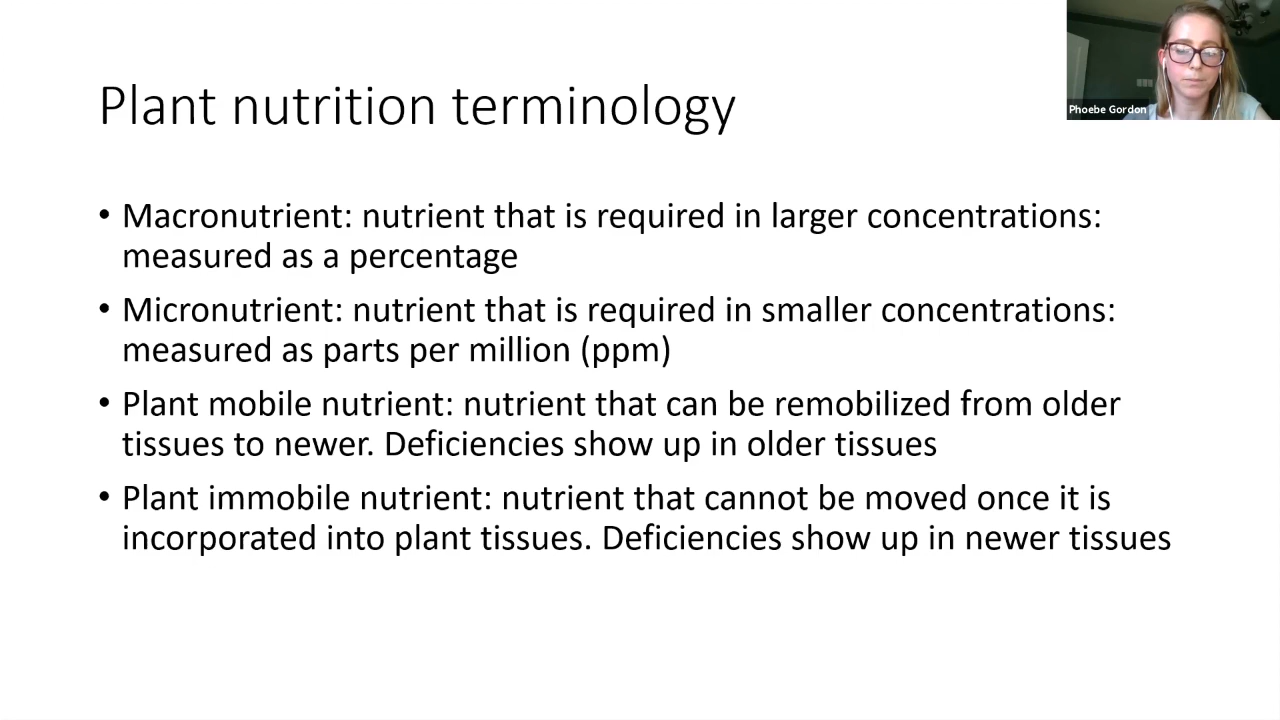 Phoebe Gordon
Plant nutrition terminology
• Macronutrient: nutrient that is required in larger concentrations:
measured as a percentage
• Micronutrient: nutrient that is required in smaller concentrations:
measured as parts per million (ppm)
• Plant mobile nutrient: nutrient that can be remobilized from older
tissues to newer. Deficiencies show up in older tissues
• Plant immobile nutrient: nutrient that cannot be moved once it is
incorporated into plant tissues. Deficiencies show up in newer tissues